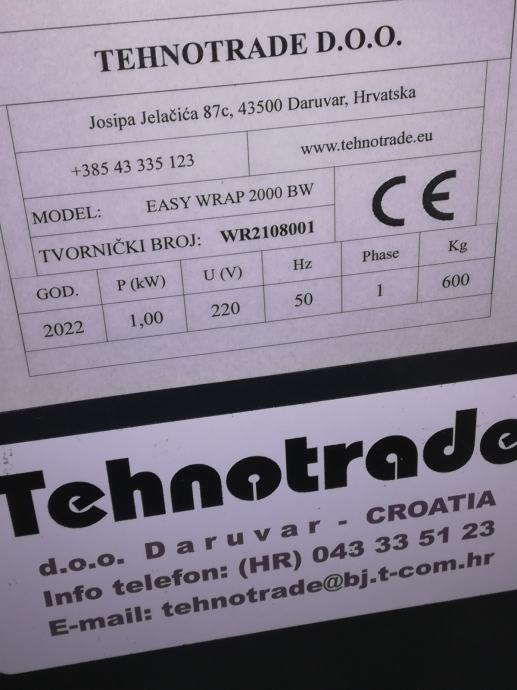 TEHNOTRADE D.O.O.
Josipa Jelačića 87c, 43500 Daruvar, Hrvatska
+385 43 335 123 www.tehnotrade.eu
MODEL: EASY WRAP 2000 BW
TVORNIČKI BROJ: WR2108001
CE
GOD. P (kW) U (V) Hz Phase Kg
2022 1,00 220 50 1 600
Tehnotrade
d.o.o. Daruvar - CROATIA
Info telefon: (HR) 043 33 51 23
E-mail: tehnotrade@bj.t-com.hr